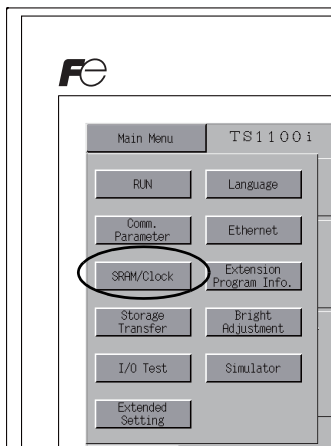 Fe
Main Menu TS1100i
RUN Language
Comm.
Parameter
Ethernet
SRAM/Clock
Extension
Program Info.
Storage
Transfer
Bright
Adjustment
I/O Test Simulator
Extended
Setting